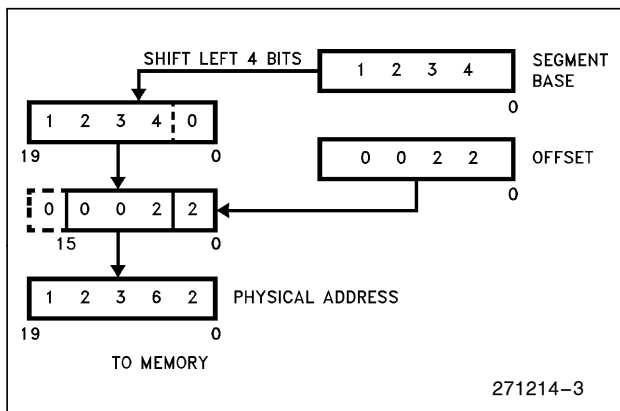 SHIFT LEFT 4 BITS
1 2 3 4
SEGMENT
BASE
0
1 2 3 4 0
19 0
0 0 2 2
OFFSET
0
0 0 0 2 2
15 0
1 2 3 6 2
PHYSICAL ADDRESS
19 0
TO MEMORY
271214-3